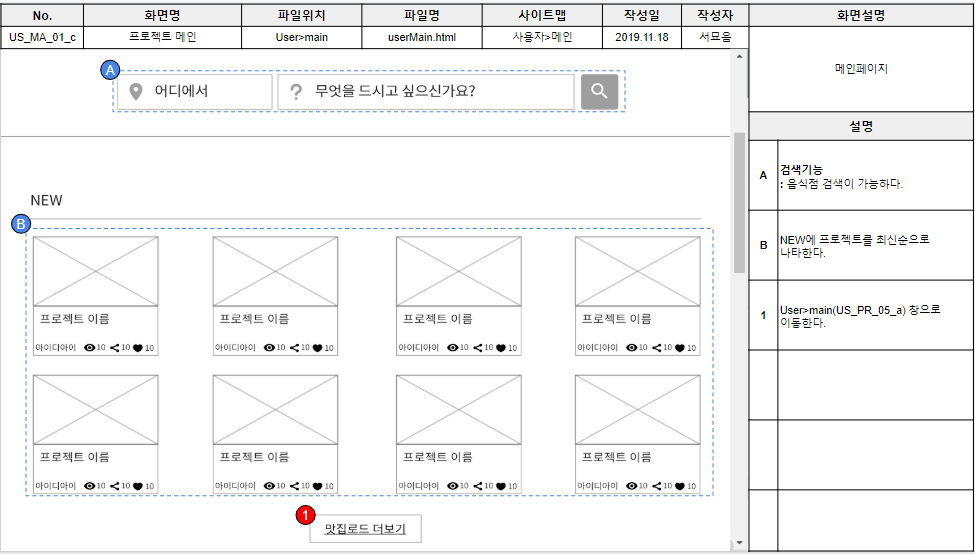 No. 화면명 파일위치 파일명 사이트맵 작성일 작성자 화면설명
US_MA_01_c 프로젝트 메인 User>main userMain.html 사용자>메인 2019.11.18 서묘음
메인페이지
A
어디에서 ? 무엇을 드시고 싶으신가요?
설명
A 검색기능
: 음식점 검색이 가능하다.
NEW
B
B NEW에 프로젝트를 최신순으로
나타한다.
1 User>main(US_PR_05_a) 창으로
이동한다.
프로젝트 이름 프로젝트 이름 프로젝트 이름 프로젝트 이름
아이디아이 10 10 10 아이디아이 10 10 10 아이디아이 10 10 10 아이디아이 10 10 10
프로젝트 이름 프로젝트 이름 프로젝트 이름 프로젝트 이름
아이디아이 10 10 10 아이디아이 10 10 10 아이디아이 10 10 10 아이디아이 10 10 10
1
맛집로드 더보기